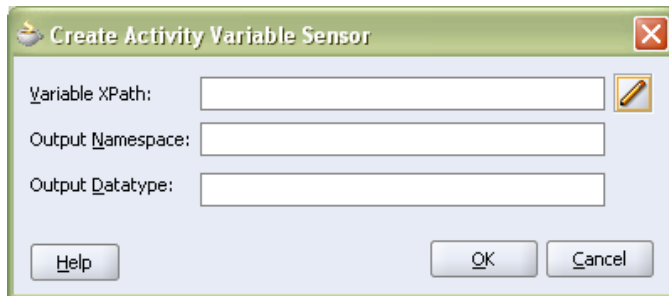 Create Activity Variable Sensor
Variable XPath:
Output Namespace:
Output Datatype:
Help
OK
Cancel